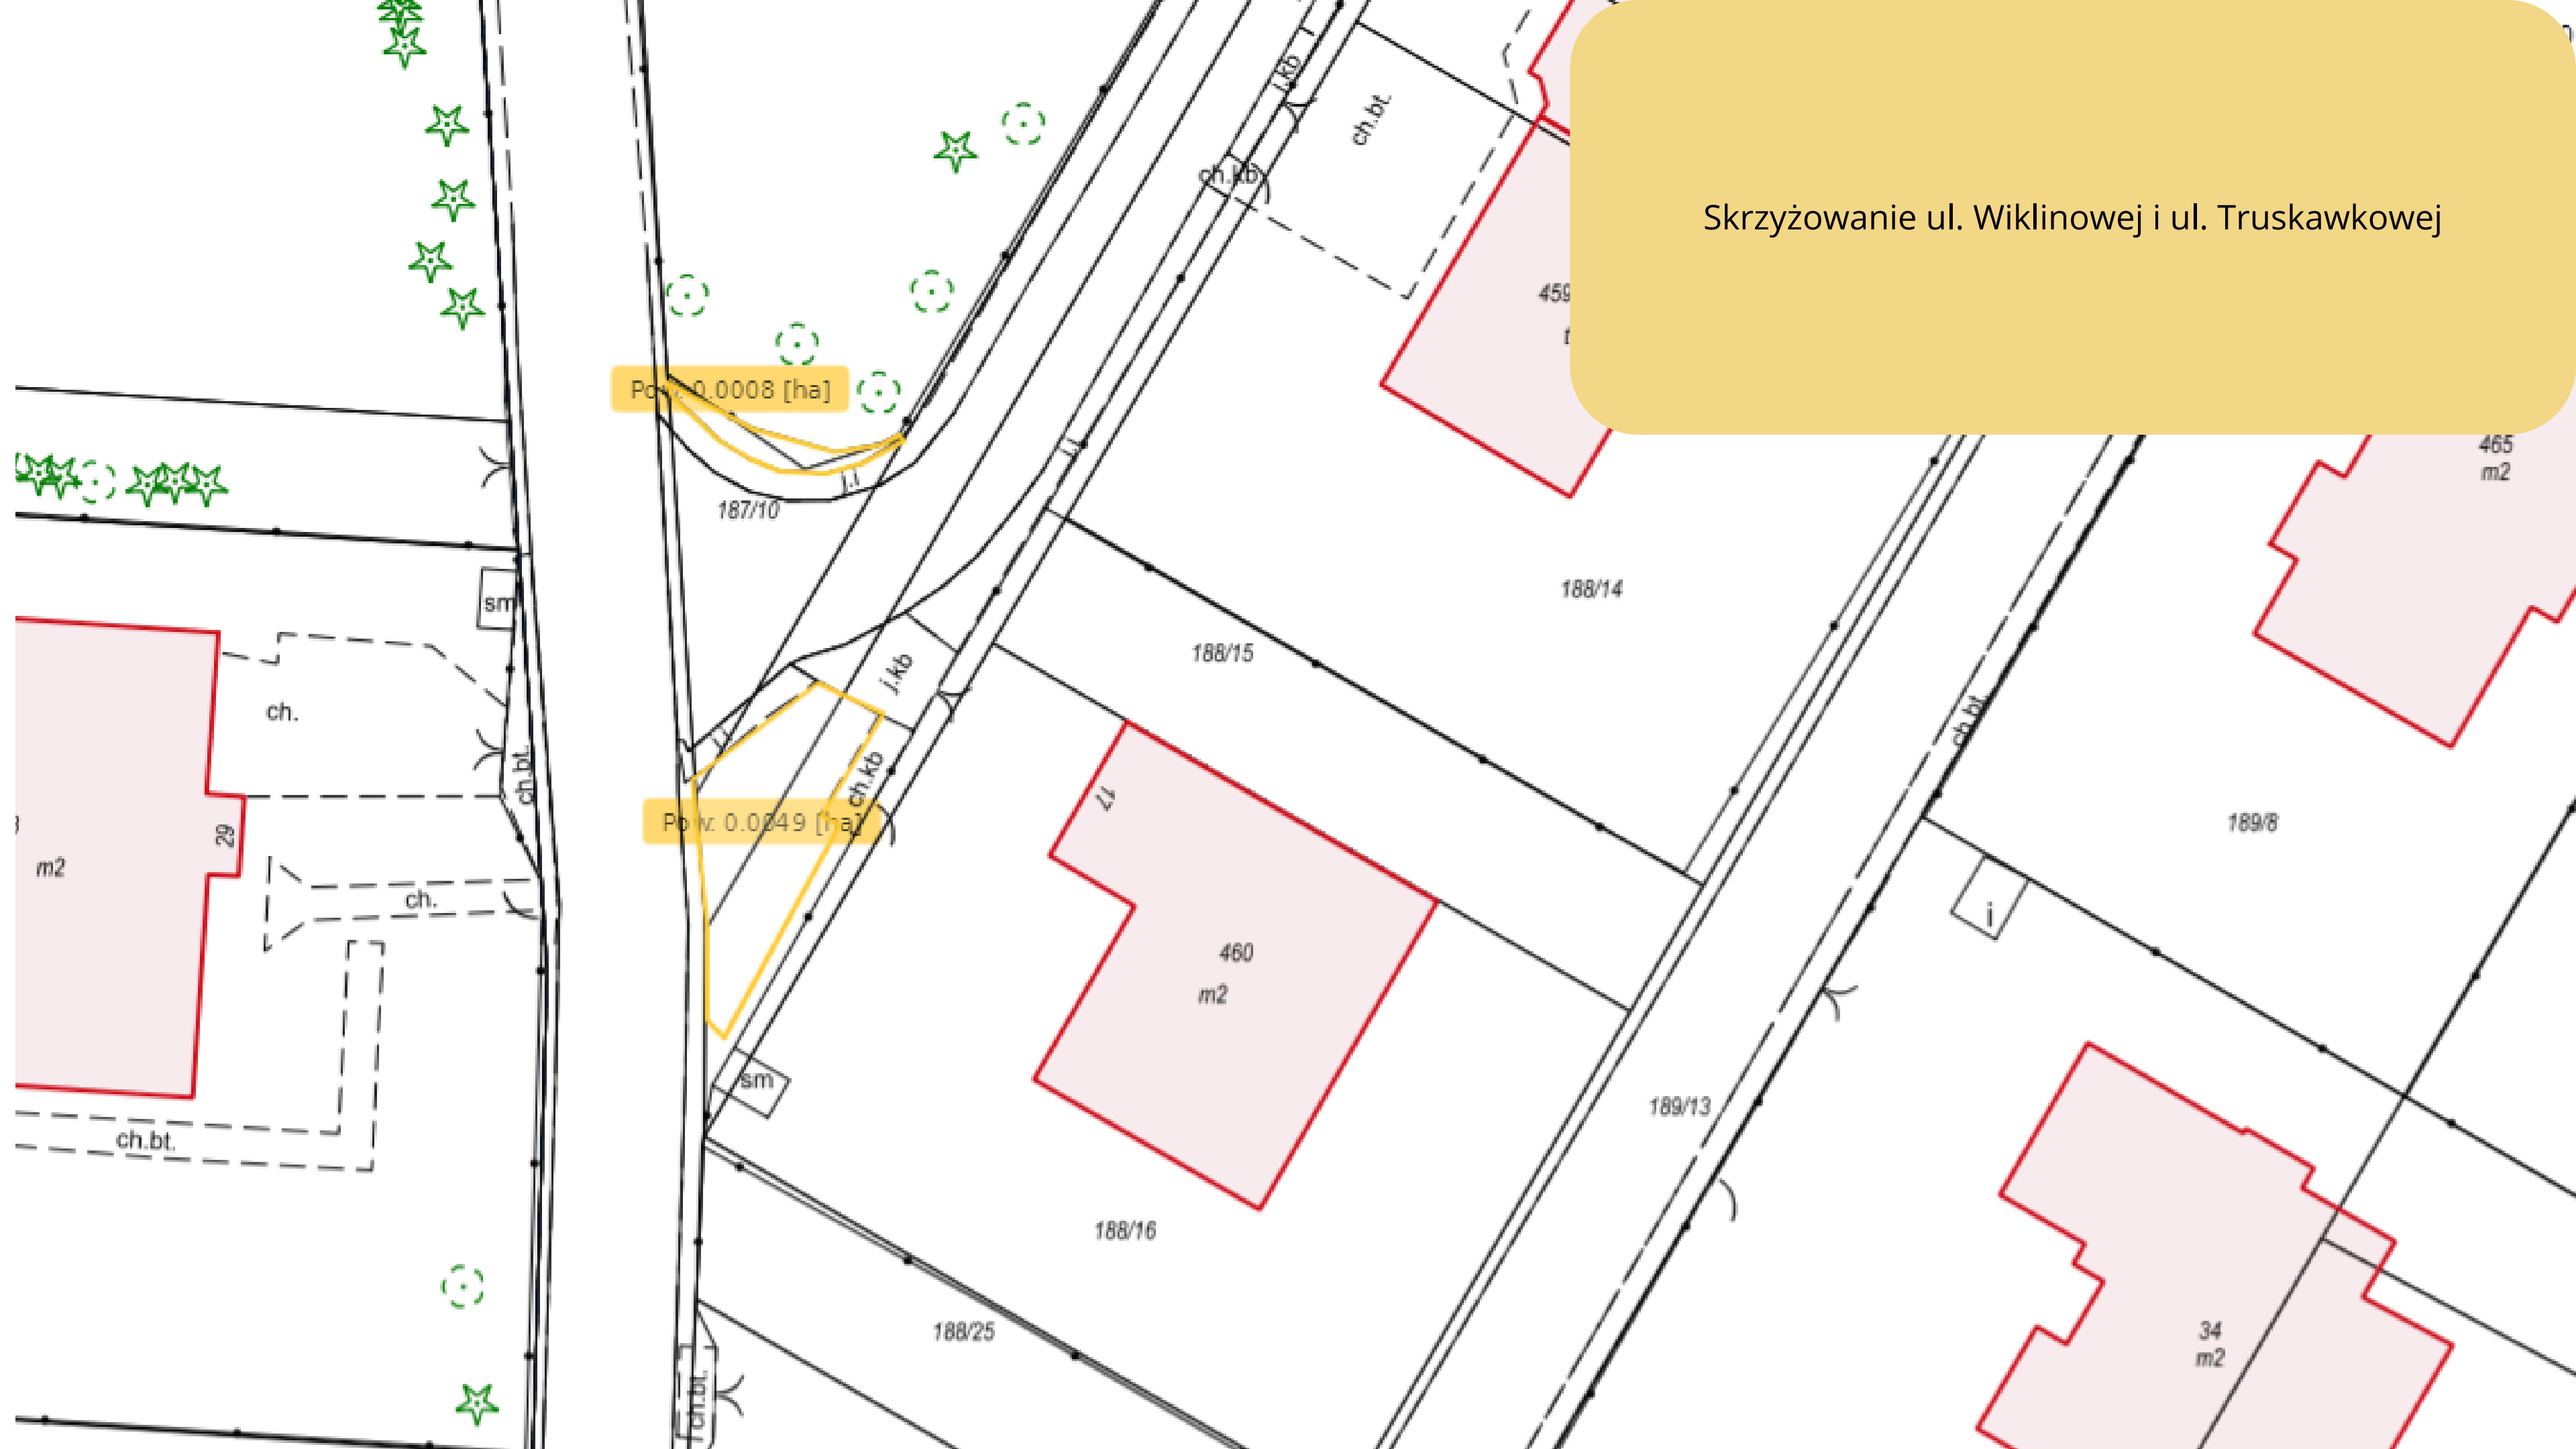 Skrzyżowanie ul. Wiklinowej i ul. Truskawkowej
j.kb
ch.bt.
ch.kb.
459
465
m2
Pow: 0.0008 [ha]
187/10
188/14
sm
188/15
j.kb
ch.
ch.bt.
ch.bt.
ch.kb
17
Pow: 0.0049 [ha]
189/8
29
m2
ch.
i
460
m2
sm
189/13
ch.bt.
188/16
188/25
34
m2
ch.bt.